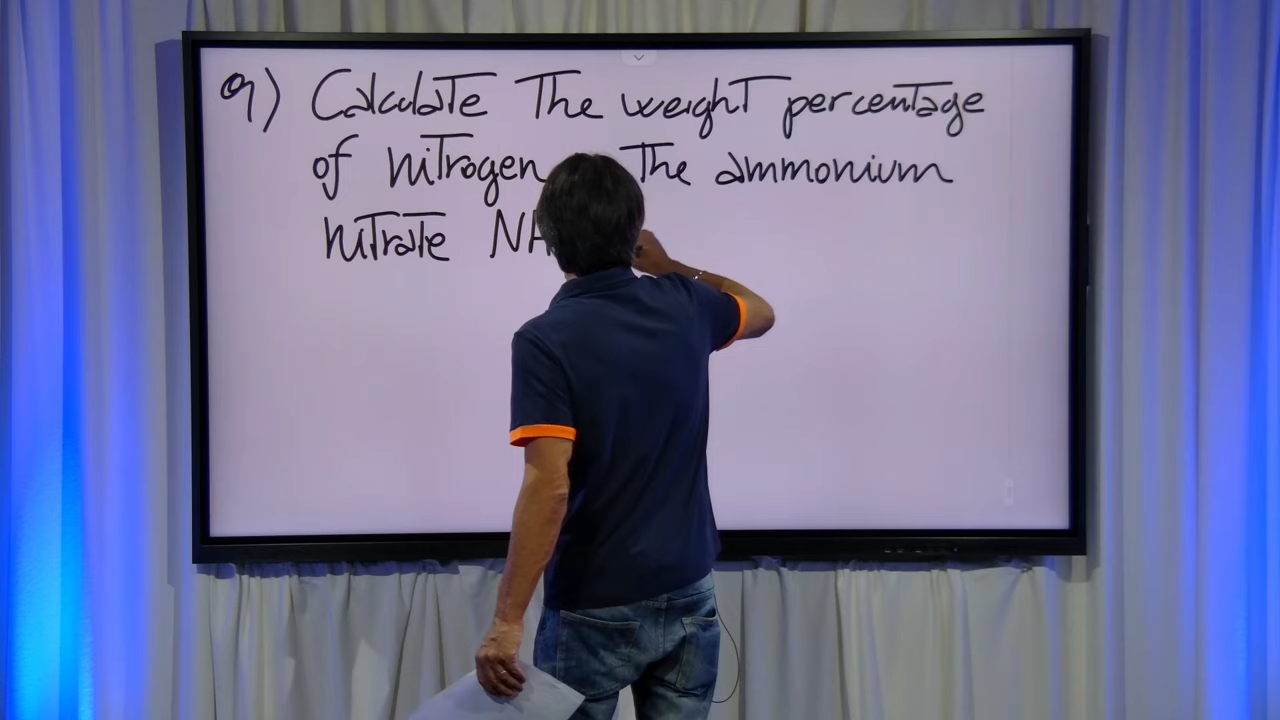 9) Calculate The weight percentage
of nitrogen The ammonium
nitrate